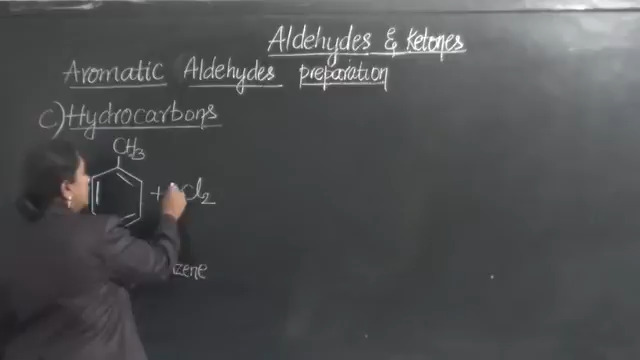 Aldehydes & Ketones
Aromatic Aldehydes preparation
c) Hydrocarbons
CH3
+ Cl2
zene